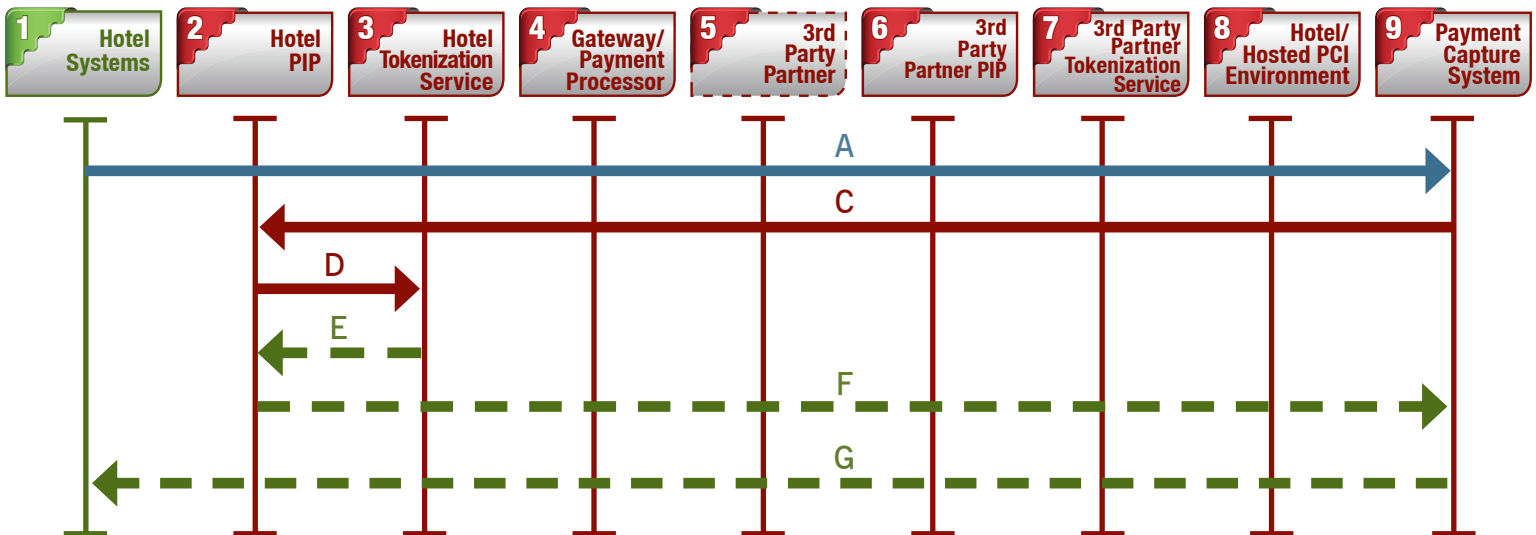 1
Hotel
Systems
2
Hotel
PIP
3
Hotel
Tokenization
Service
4
Gateway/
Payment
Processor
5
3rd
Party
Partner
6
3rd
Party
Partner PIP
7
3rd Party
Partner
Tokenization
Service
8
Hotel/
Hosted PCI
Environment
9
Payment
Capture
System
A
C
D
E
F
G